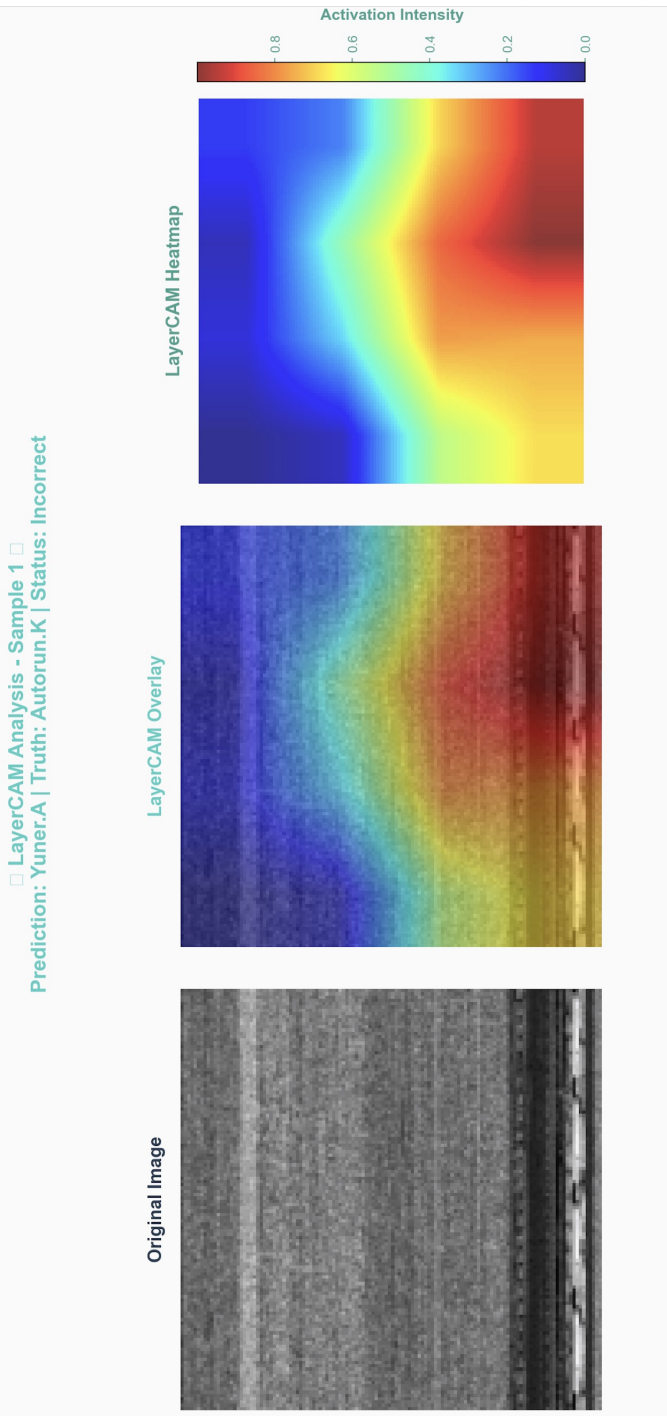 □ LayerCAM Analysis - Sample 1 □
Prediction: Yuner.A | Truth: Autorun.K | Status: Incorrect
Original Image
LayerCAM Overlay
LayerCAM Heatmap
0.8
0.6
0.4
0.2
0.0
Activation Intensity